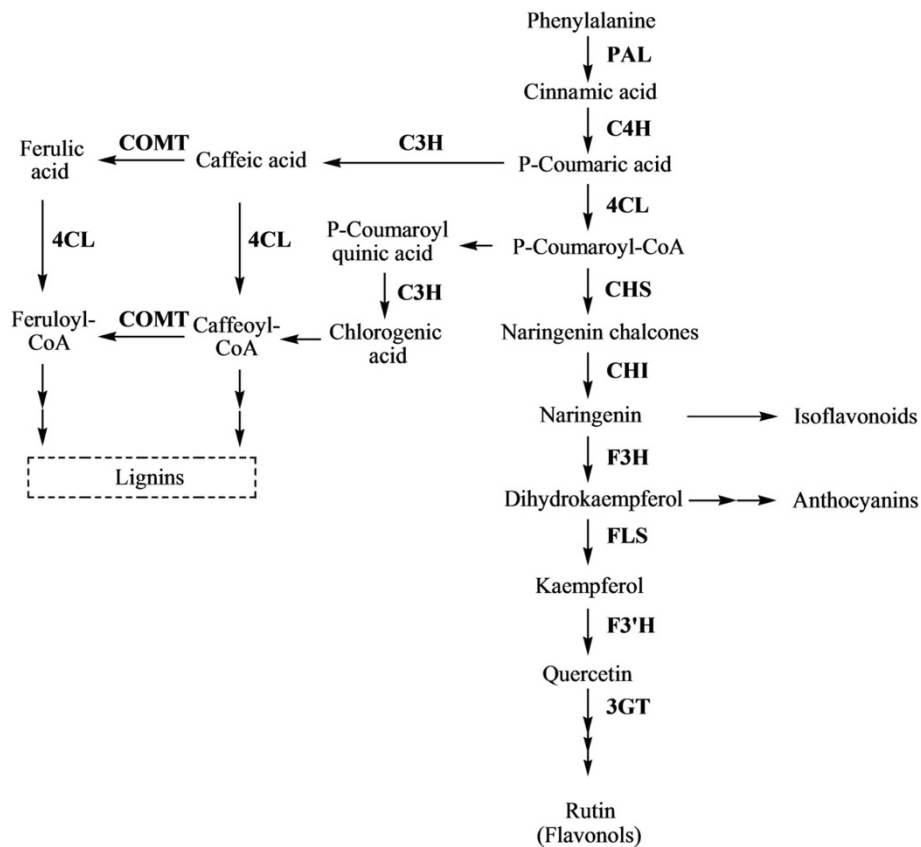 Phenylalanine
PAL
Cinnamic acid
C4H
P-Coumaric acid
C3H
Caffeic acid
COMT
Ferulic
acid
4CL
4CL
4CL
P-Coumaroyl-CoA
P-Coumaroyl
quinic acid
C3H
Chlorogenic
acid
Caffeoyl-
CoA
COMT
Feruloyl-
CoA
Lignins
CHS
Naringenin chalcones
CHI
Naringenin
Isoflavonoids
F3H
Dihydrokaempferol
Anthocyanins
FLS
Kaempferol
F3'H
Quercetin
3GT
Rutin
(Flavonols)